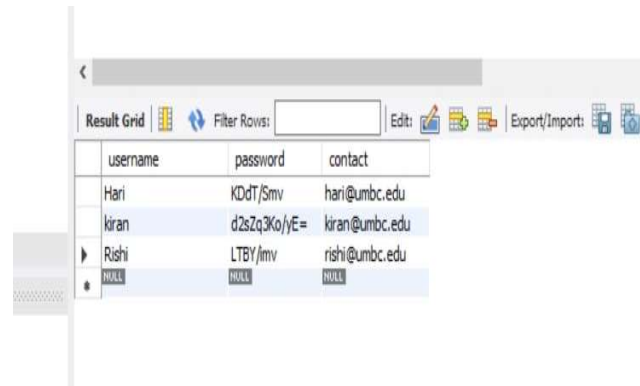 Result Grid Filter Rows: Edit: Export/Import:
username password contact
Hari KDdT/Smv hari@umbc.edu
kiran d2sZq3Ko/yE= kiran@umbc.edu
Rishi LTBY/imv rishi@umbc.edu
NULL NULL NULL